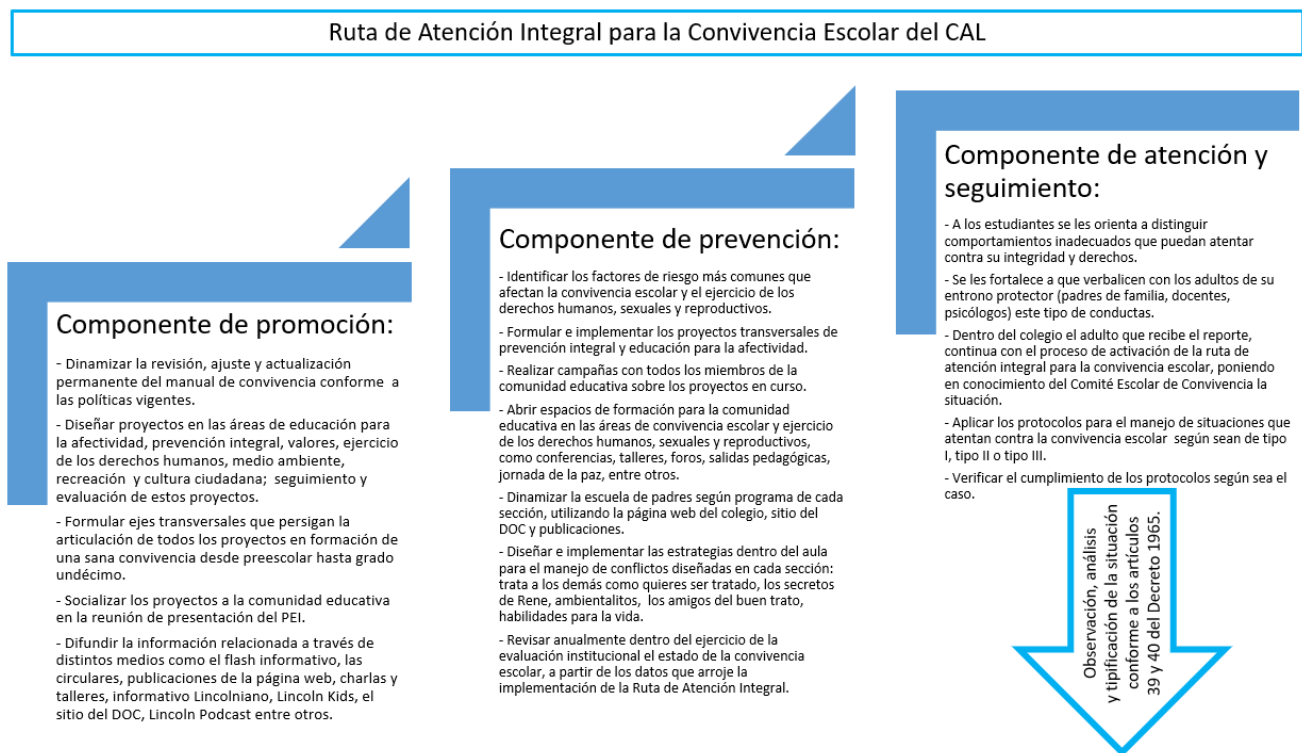 Ruta de Atención Integral para la Convivencia Escolar del CAL
Componente de promoción:
- Dinamizar la revisión, ajuste y actualización
permanente del manual de convivencia conforme a
las políticas vigentes.
- Diseñar proyectos en las áreas de educación para
la afectividad, prevención integral, valores, ejercicio
de los derechos humanos, medio ambiente,
recreación y cultura ciudadana; seguimiento y
evaluación de estos proyectos.
- Formular ejes transversales que persigan la
articulación de todos los proyectos en formación de
una sana convivencia desde preescolar hasta grado
undécimo.
- Socializar los proyectos a la comunidad educativa
en la reunión de presentación del PEI.
- Difundir la información relacionada a través de
distintos medios como el flash informativo, las
circulares, publicaciones de la página web, charlas y
talleres, informativo Lincolniano, Lincoln Kids, el
sitio del DOC, Lincoln Podcast entre otros.
Componente de prevención:
- Identificar los factores de riesgo más comunes que
afectan la convivencia escolar y el ejercicio de los
derechos humanos, sexuales y reproductivos.
- Formular e implementar los proyectos transversales de
prevención integral y educación para la afectividad.
- Realizar campañas con todos los miembros de la
comunidad educativa sobre los proyectos en curso.
- Abrir espacios de formación para la comunidad
educativa en las áreas de convivencia escolar y ejercicio
de los derechos humanos, sexuales y reproductivos,
como conferencias, talleres, foros, salidas pedagógicas,
jornada de la paz, entre otros.
- Dinamizar la escuela de padres según programa de cada
sección, utilizando la página web del colegio, sitio del
DOC y publicaciones.
- Diseñar e implementar las estrategias dentro del aula
para el manejo de conflictos diseñadas en cada sección:
trata a los demás como quieres ser tratado, los secretos
de Rene, ambientalitos, los amigos del buen trato,
habilidades para la vida.
- Revisar anualmente dentro del ejercicio de la
evaluación institucional el estado de la convivencia
escolar, a partir de los datos que arroje la
implementación de la Ruta de Atención Integral.
Componente de atención y
seguimiento:
- A los estudiantes se les orienta a distinguir
comportamientos inadecuados que puedan atentar
contra su integridad y derechos.
- Se les fortalece a que verbalicen con los adultos de su
entrono protector (padres de familia, docentes,
psicólogos) este tipo de conductas.
- Dentro del colegio el adulto que recibe el reporte,
continua con el proceso de activación de la ruta de
atención integral para la convivencia escolar, poniendo
en conocimiento del Comité Escolar de Convivencia la
situación.
- Aplicar los protocolos para el manejo de situaciones que
atentan contra la convivencia escolar según sean de tipo
I, tipo II o tipo III.
- Verificar el cumplimiento de los protocolos según sea el
caso.
Observación, análisis
y tipificación de la situación
conforme a los artículos
39 y 40 del Decreto 1965.